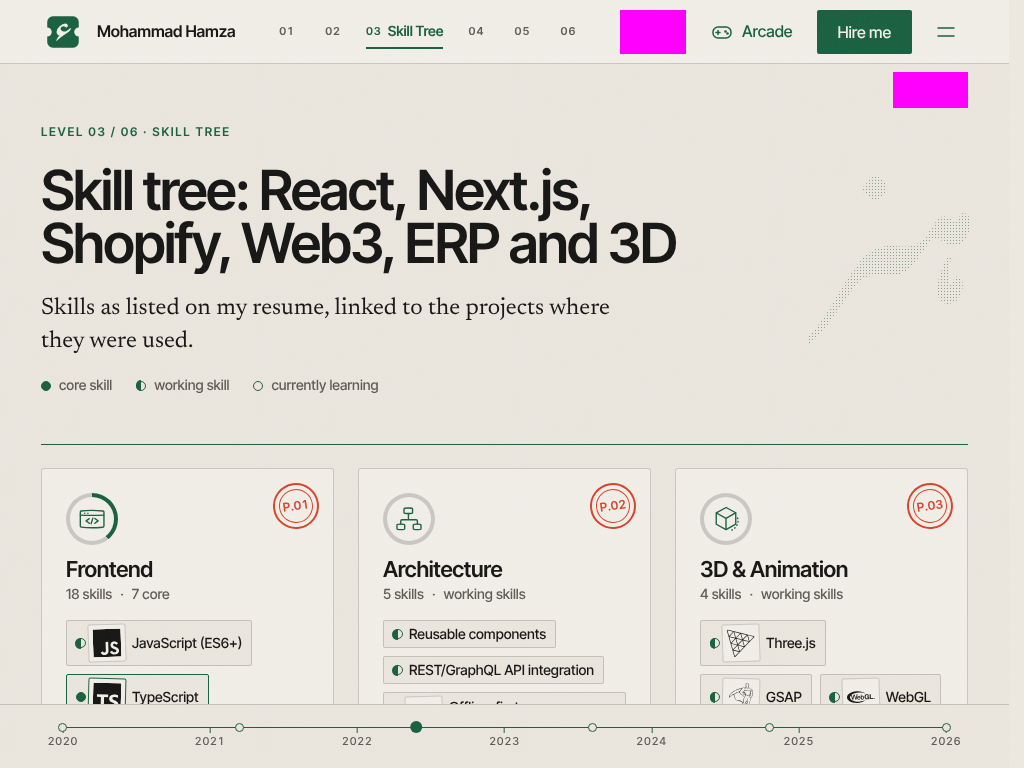 Mohammad Hamza
01
02
03 Skill Tree
04
05
06
Arcade
Hire me
LEVEL 03 / 06 · SKILL TREE
Skill tree: React, Next.js,
Shopify, Web3, ERP and 3D
Skills as listed on my resume, linked to the projects where
they were used.
core skill
working skill
currently learning
P.01
Frontend
18 skills · 7 core
JS
JavaScript (ES6+)
TS
TypeScript
P.02
Architecture
5 skills · working skills
Reusable components
REST/GraphQL API integration
P.03
3D & Animation
4 skills · working skills
Three.js
GSAP
WebGL
WebGL
2020
2021
2022
2023
2024
2025
2026